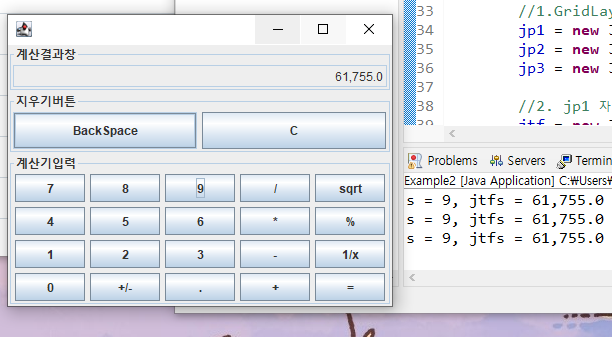 계산결과창
61,755.0
지우기버튼
BackSpace
C
계산기입력
7 8 9 / sqrt
4 5 6 * %
1 2 3 - 1/x
0 +/- . + =
33 //1.GridLay
34 jp1 = new J
35 jp2 = new J
36 jp3 = new J
37
38 //2. jp1 자
39 jtf = new J
Problems Servers Termin
Example2 [Java Application] C:₩Users₩
s = 9, jtfs = 61,755.0
s = 9, jtfs = 61,755.0
s = 9, jtfs = 61,755.0